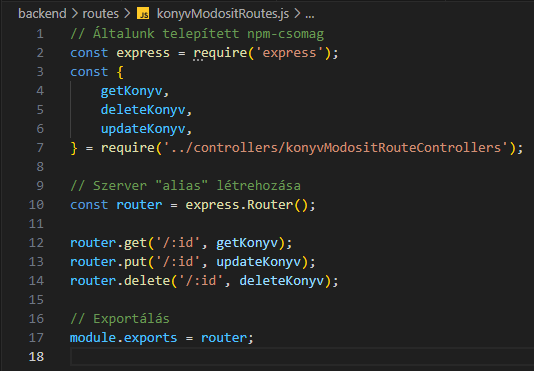 backend > routes > JS konyvModositRoutes.js > ...
1 // Általunk telepített npm-csomag
2 const express = require('express');
3 const {
4 getKonyv,
5 deleteKonyv,
6 updateKonyv,
7 } = require('../controllers/konyvModositRouteControllers');
8
9 // Szerver "alias" létrehozása
10 const router = express.Router();
11
12 router.get('/:id', getKonyv);
13 router.put('/:id', updateKonyv);
14 router.delete('/:id', deleteKonyv);
15
16 // Exportálás
17 module.exports = router;
18